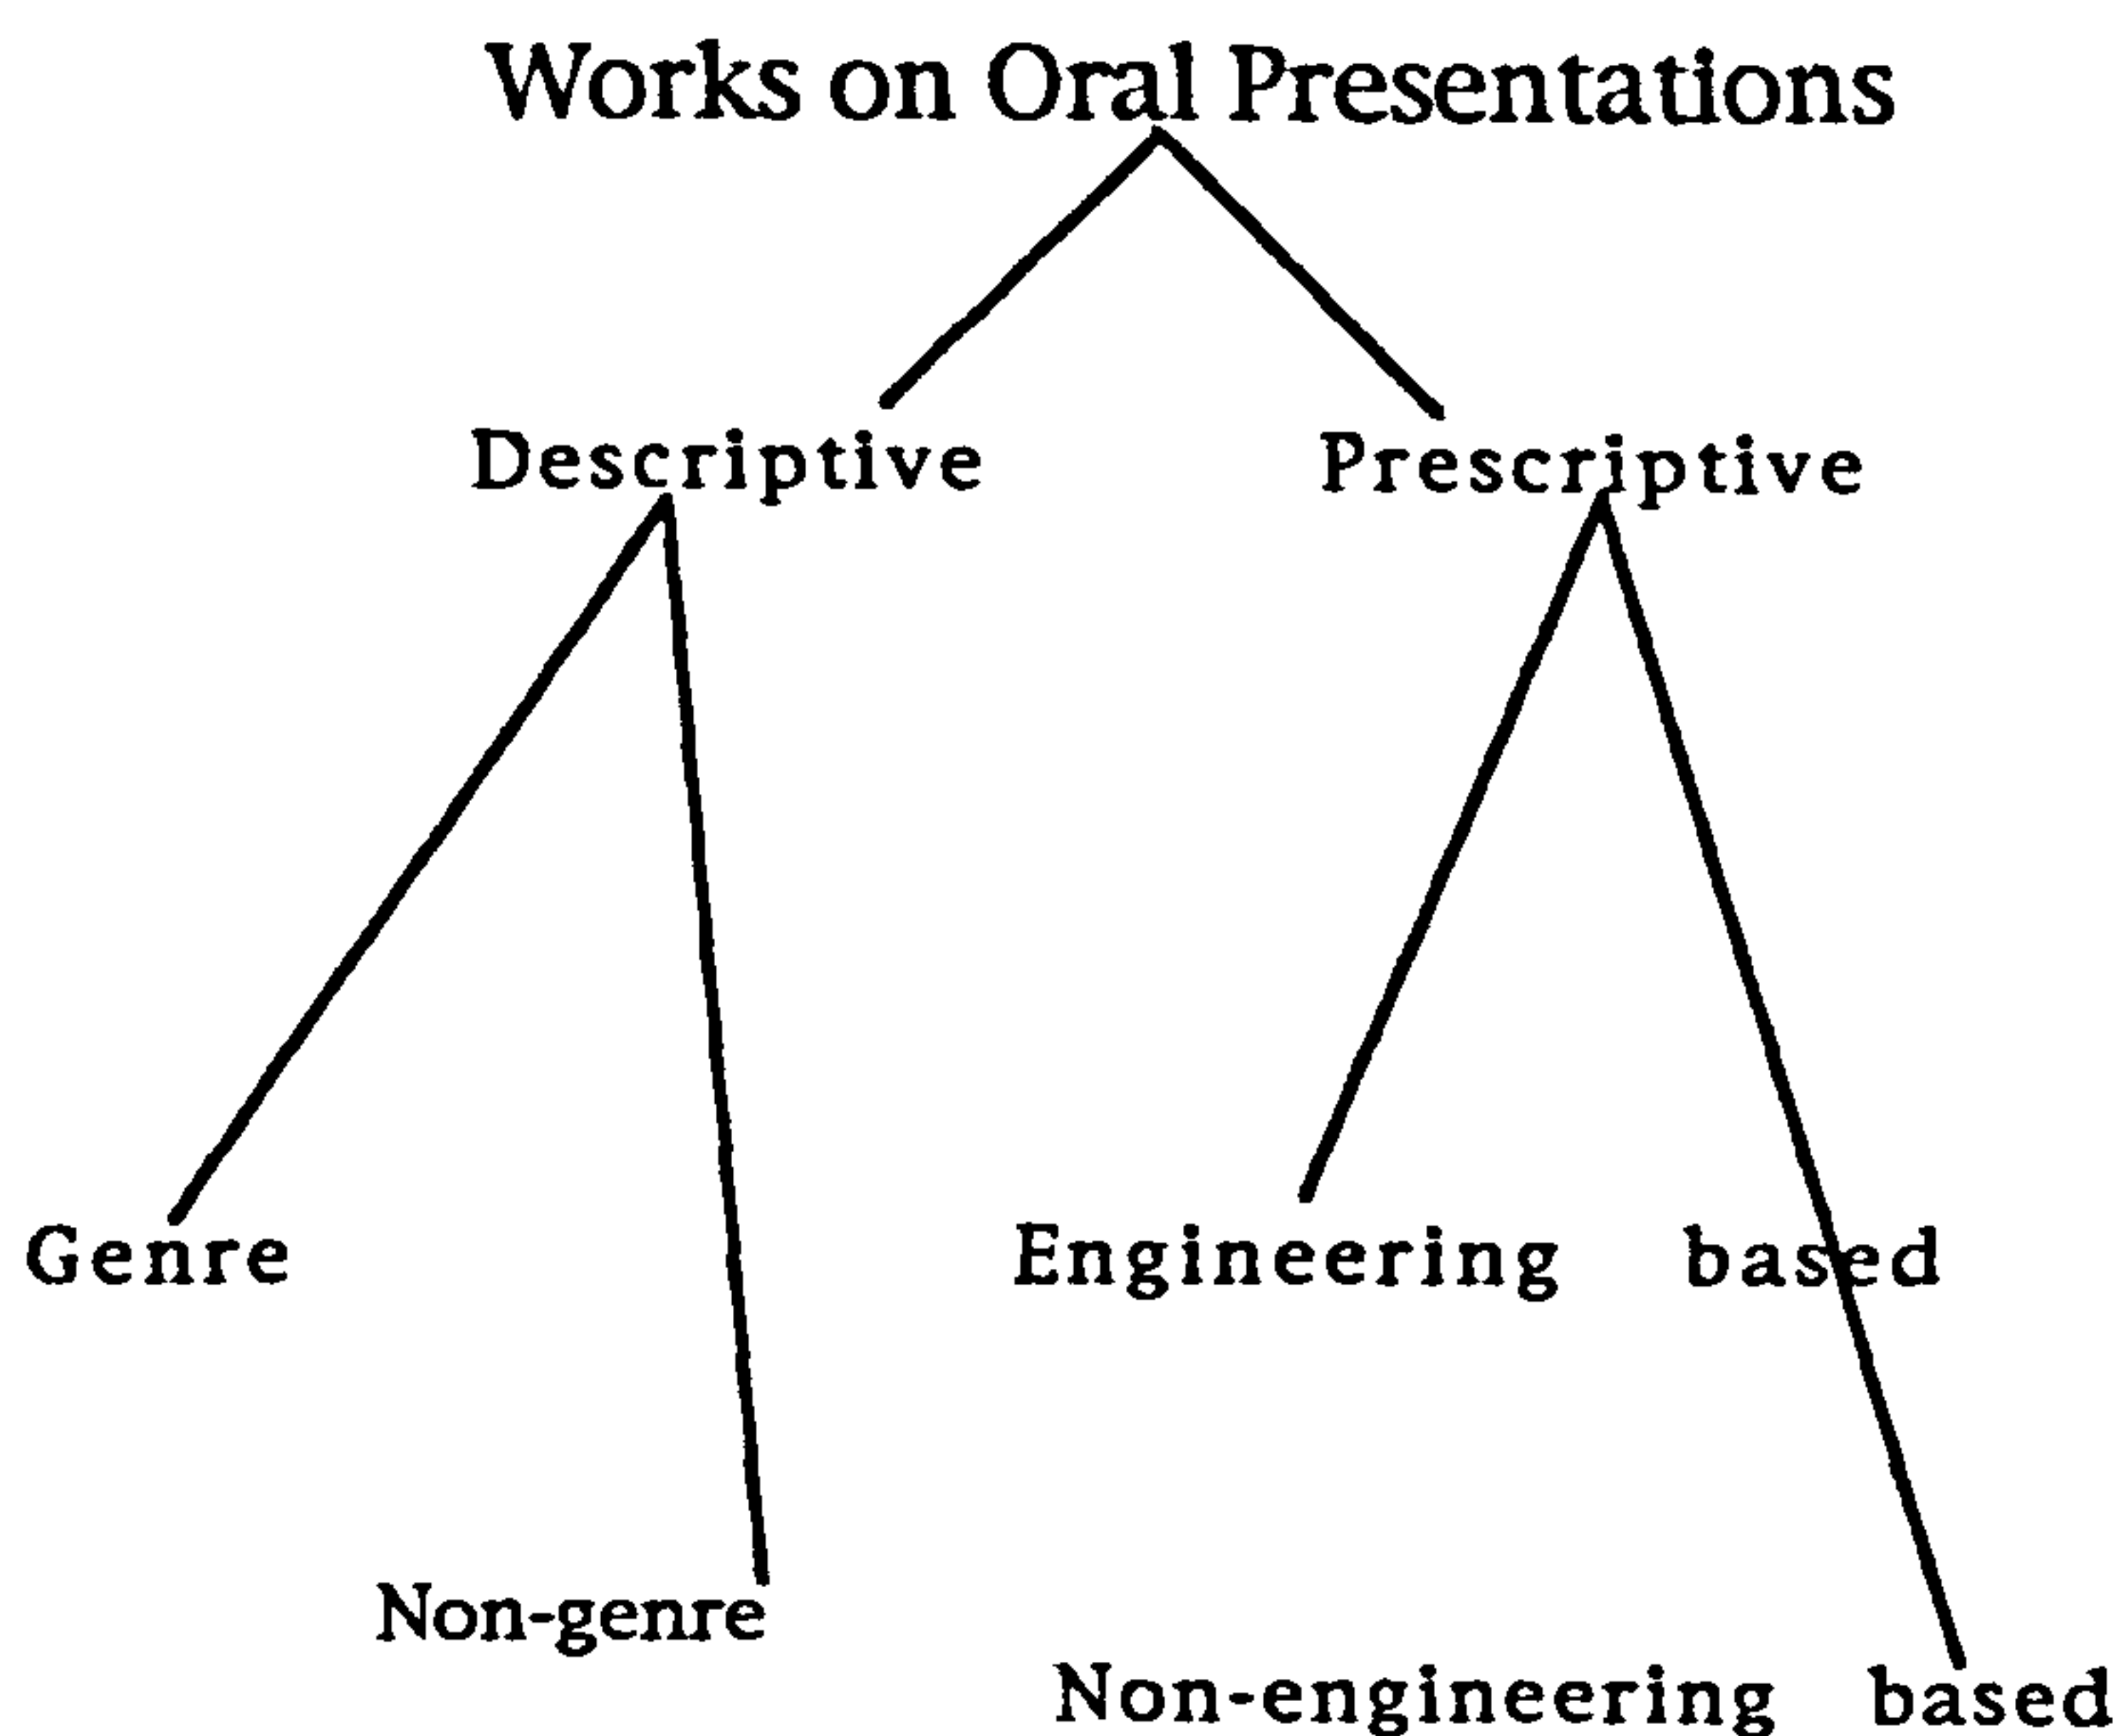 Works on Oral Presentations
Descriptive Prescriptive
Genre Engineering based
Non-genre
Non-engineering based